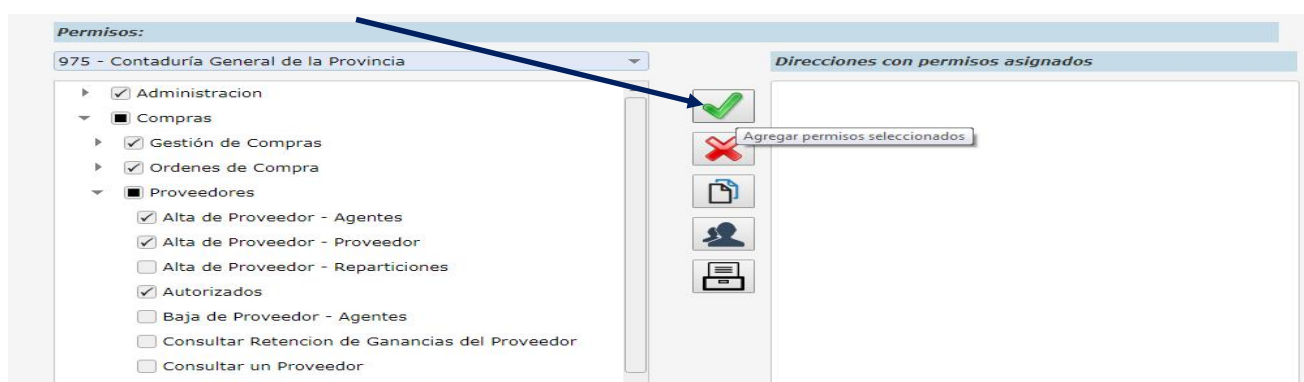 Permisos:
975 - Contaduría General de la Provincia
Direcciones con permisos asignados
Administracion
Compras
Agregar permisos seleccionados
Gestión de Compras
Ordenes de Compra
Proveedores
Alta de Proveedor - Agentes
Alta de Proveedor - Proveedor
Alta de Proveedor - Reparticiones
Autorizados
Baja de Proveedor - Agentes
Consultar Retencion de Ganancias del Proveedor
Consultar un Proveedor